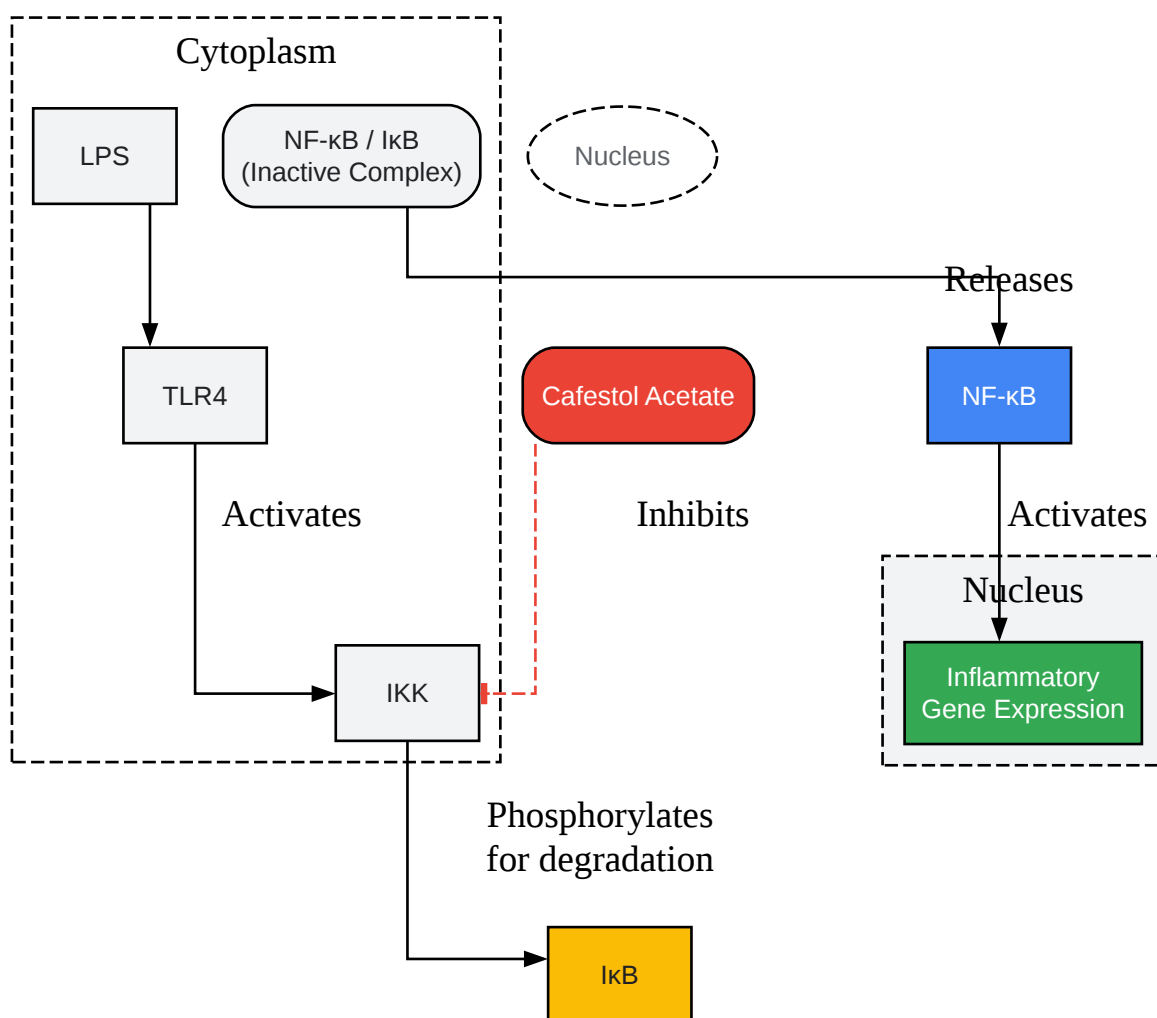 Cytoplasm
LPS
NF-κB / IκB
(Inactive Complex)
Nucleus
Releases
TLR4
Cafestol Acetate
NF-κB
Activates
Inhibits
Activates
Nucleus
IKK
Inflammatory
Gene Expression
Phosphorylates
for degradation
IκB